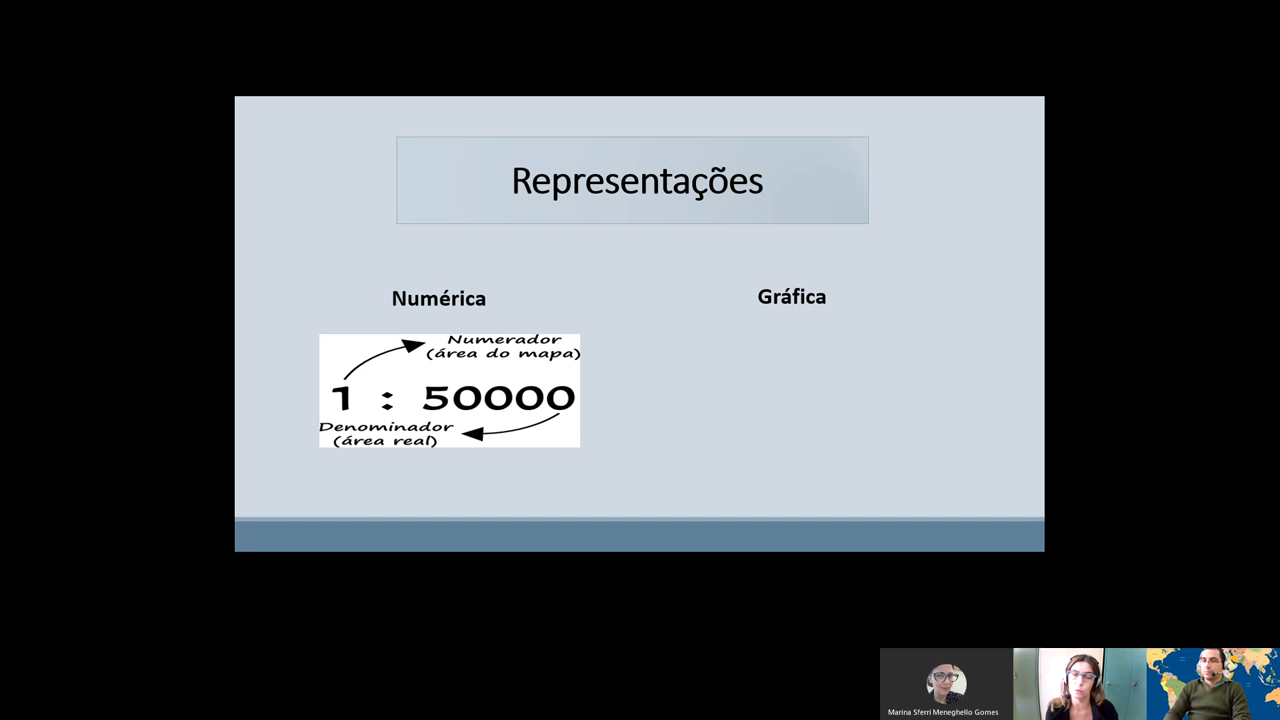 Representações
Numérica
Gráfica
Numerador
(área do mapa)
1 : 50000
Denominador
(área real)
Marina Sferri Meneghello Gomes